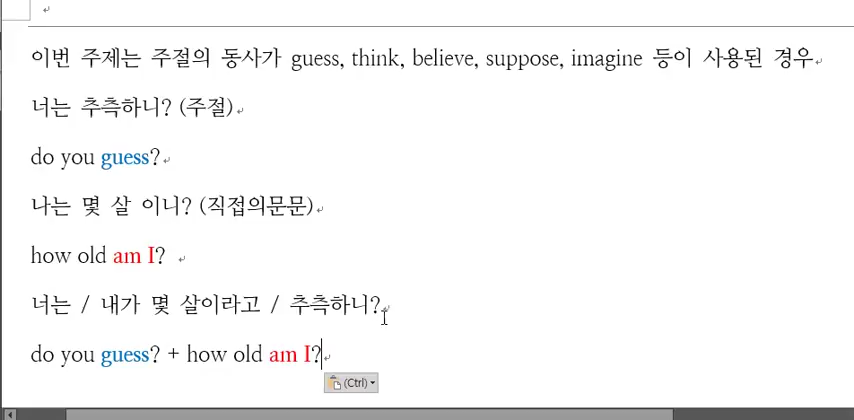 이번 주제는 주절의 동사가 guess, think, believe, suppose, imagine 등이 사용된 경우
너는 추측하니? (주절)
do you guess?
나는 몇 살 이니? (직접의문문)
how old am I?
너는 / 내가 몇 살이라고 / 추측하니?
do you guess? + how old am I?
(Ctrl)